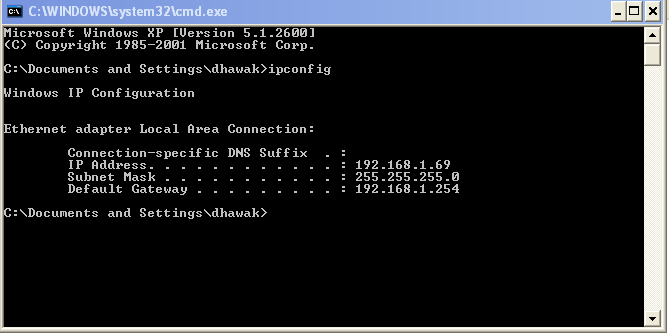 C:\WINDOWS\system32\cmd.exe
Microsoft Windows XP [Version 5.1.2600]
(C) Copyright 1985-2001 Microsoft Corp.
C:\Documents and Settings\dhawak>ipconfig
Windows IP Configuration
Ethernet adapter Local Area Connection:
Connection-specific DNS Suffix  . :
IP Address. . . . . . . . . . . . : 192.168.1.69
Subnet Mask . . . . . . . . . . . : 255.255.255.0
Default Gateway . . . . . . . . . : 192.168.1.254
C:\Documents and Settings\dhawak>